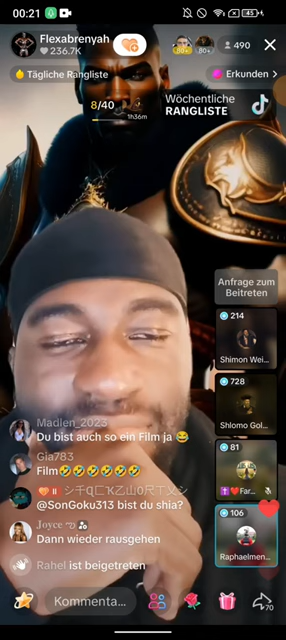 00:21
45
Flexabrenyah
236.7K
490
Tägliche Rangliste
Erkunden >
8/40
1h36m
Wöchentliche
RANGLISTE
Anfrage zum
Beitreten
214
Shimon Wei...
728
Shlomo Gol...
81
Far...
106
Raphaelmen...
Madlen_2023
Du bist auch so ein Film ja 😂
Gia783
Film🤣🤣🤣🤣🤣🤣
@SonGoku313 bist du shia?
Joyce
Dann wieder rausgehen
Rahel ist beigetreten
Kommenta...
70